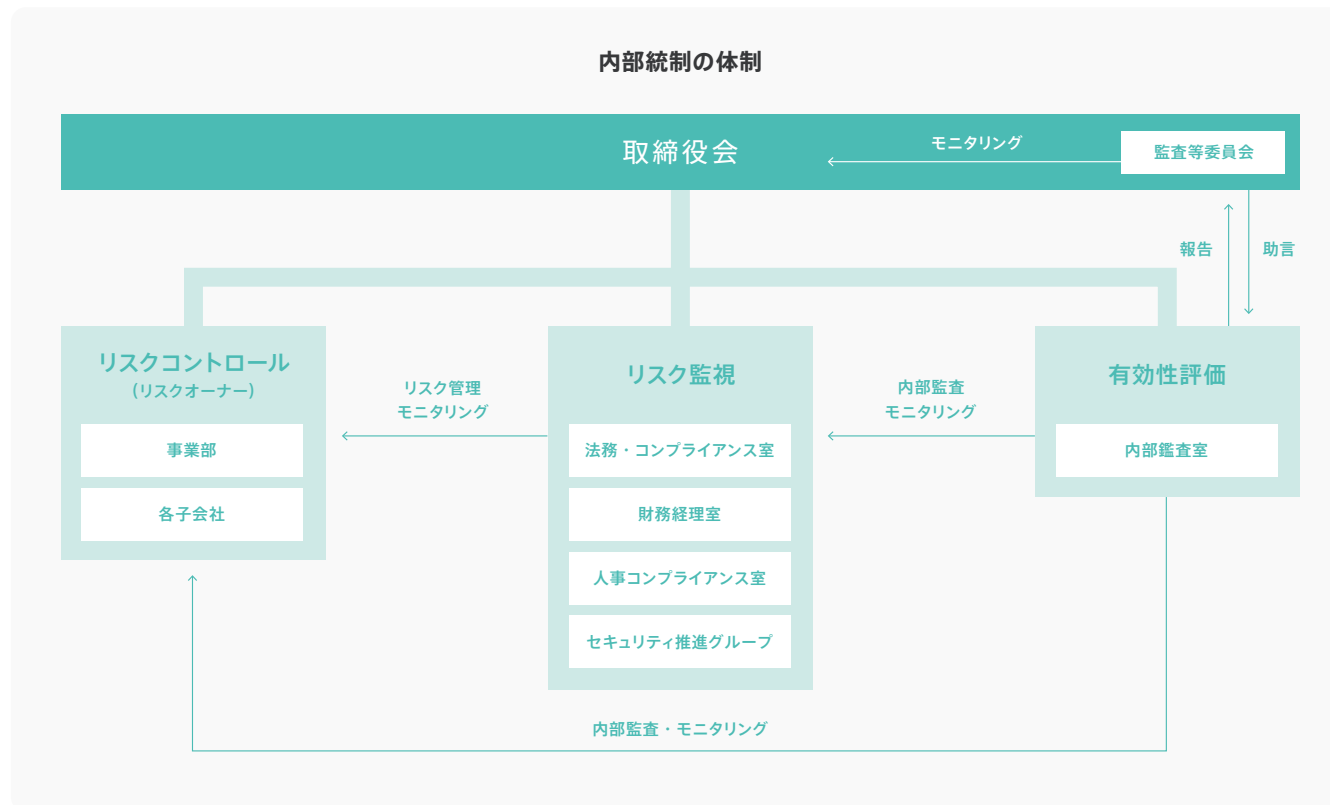 内部統制の体制
取締役会
モニタリング
監査等委員会
報告
助言
リスクコントロール
（リスクオーナー）
事業部
各子会社
リスク管理
モニタリング
リスク監視
法務・コンプライアンス室
財務経理室
人事コンプライアンス室
セキュリティ推進グループ
内部監査
モニタリング
有効性評価
内部鑑査室
内部監査・モニタリング